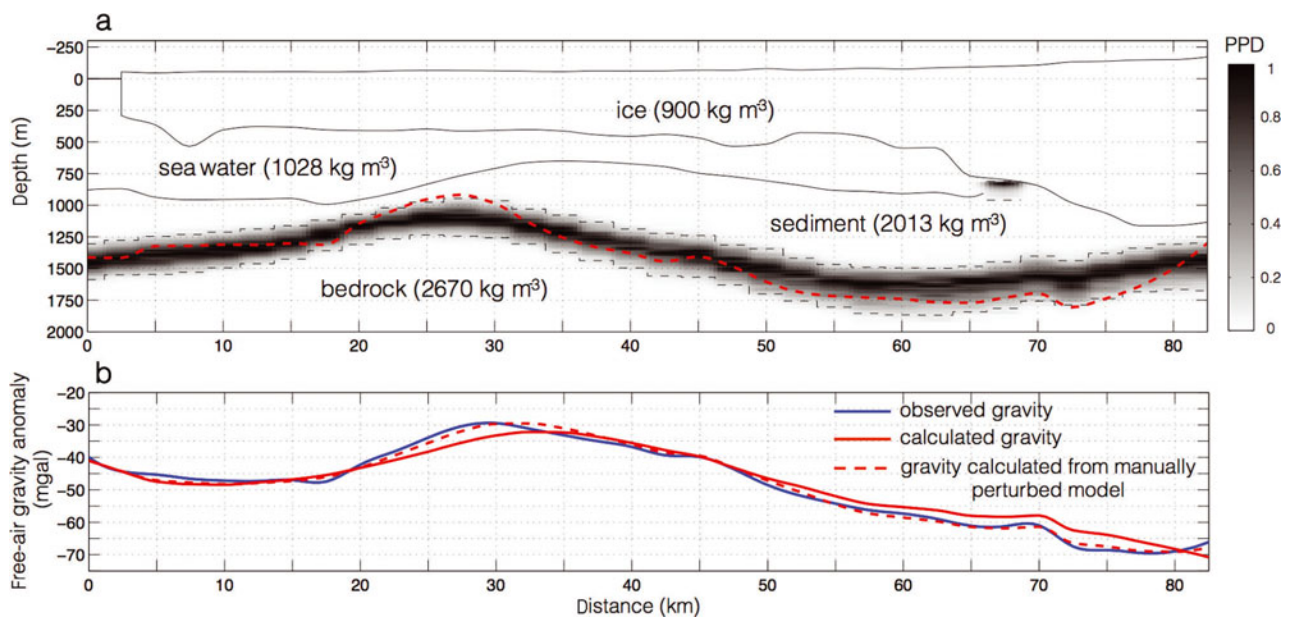 a
PPD
-250
0
250
500
750
1000
1250
1500
1750
2000
Depth (m)
ice (900 kg m³)
sea water (1028 kg m³)
sediment (2013 kg m³)
bedrock (2670 kg m³)
1
0.8
0.6
0.4
0.2
0
0 10 20 30 40 50 60 70 80
b
-20
-30
-40
-50
-60
-70
Free-air gravity anomaly
(mgal)
observed gravity
calculated gravity
gravity calculated from manually
perturbed model
0 10 20 30 40 50 60 70 80
Distance (km)